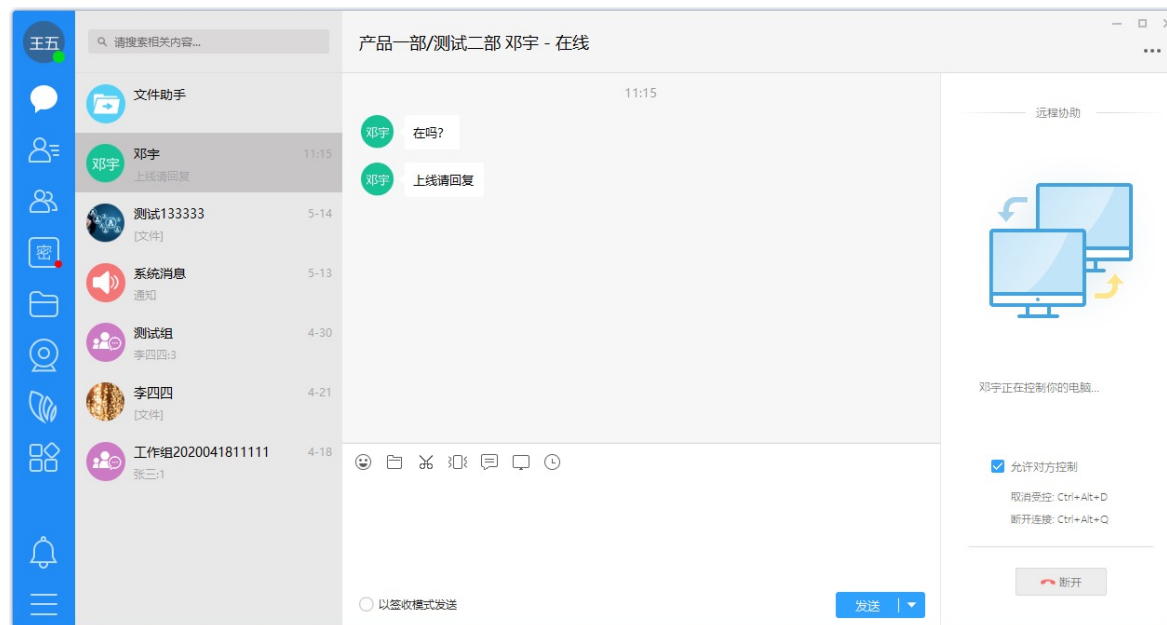 王五
请搜索相关内容...
文件助手
邓宇 11:15
上线请回复
测试133333 5-14
[文件]
系统消息 5-13
通知
测试组 4-30
李四四:3
李四四 4-21
[文件]
工作组2020041811111 4-18
张三:1
密
产品一部/测试二部 邓宇 - 在线
11:15
邓宇 在吗?
邓宇 上线请回复
以签收模式发送
发送
远程协助
邓宇正在控制你的电脑...
允许对方控制
取消受控: Ctrl+Alt+D
断开连接: Ctrl+Alt+Q
断开